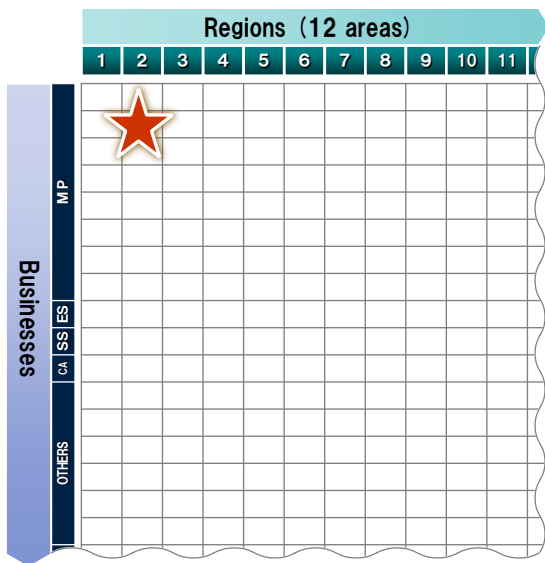 Regions (12 areas)
1 2 3 4 5 6 7 8 9 10 11
Businesses
MP
ES
SS
CA
OTHERS